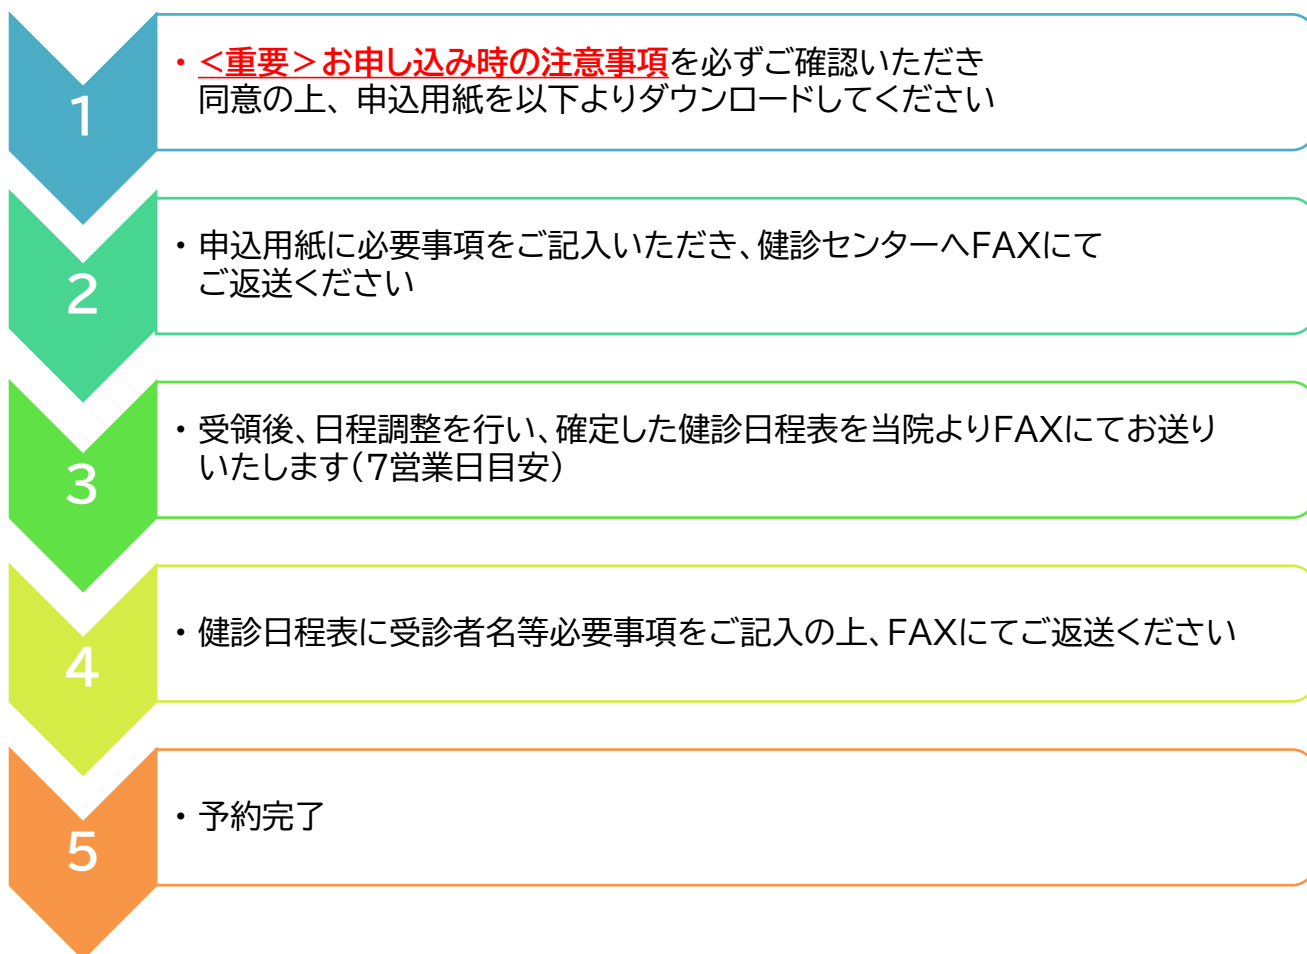 1
・<重要>お申し込み時の注意事項を必ずご確認いただき
同意の上、申込用紙を以下よりダウンロードしてください
2
・申込用紙に必要事項をご記入いただき、健診センターへFAXにて
ご返送ください
3
・受領後、日程調整を行い、確定した健診日程表を当院よりFAXにてお送り
いたします(7営業日目安)
4
・健診日程表に受診者名等必要事項をご記入の上、FAXにてご返送ください
5
・予約完了